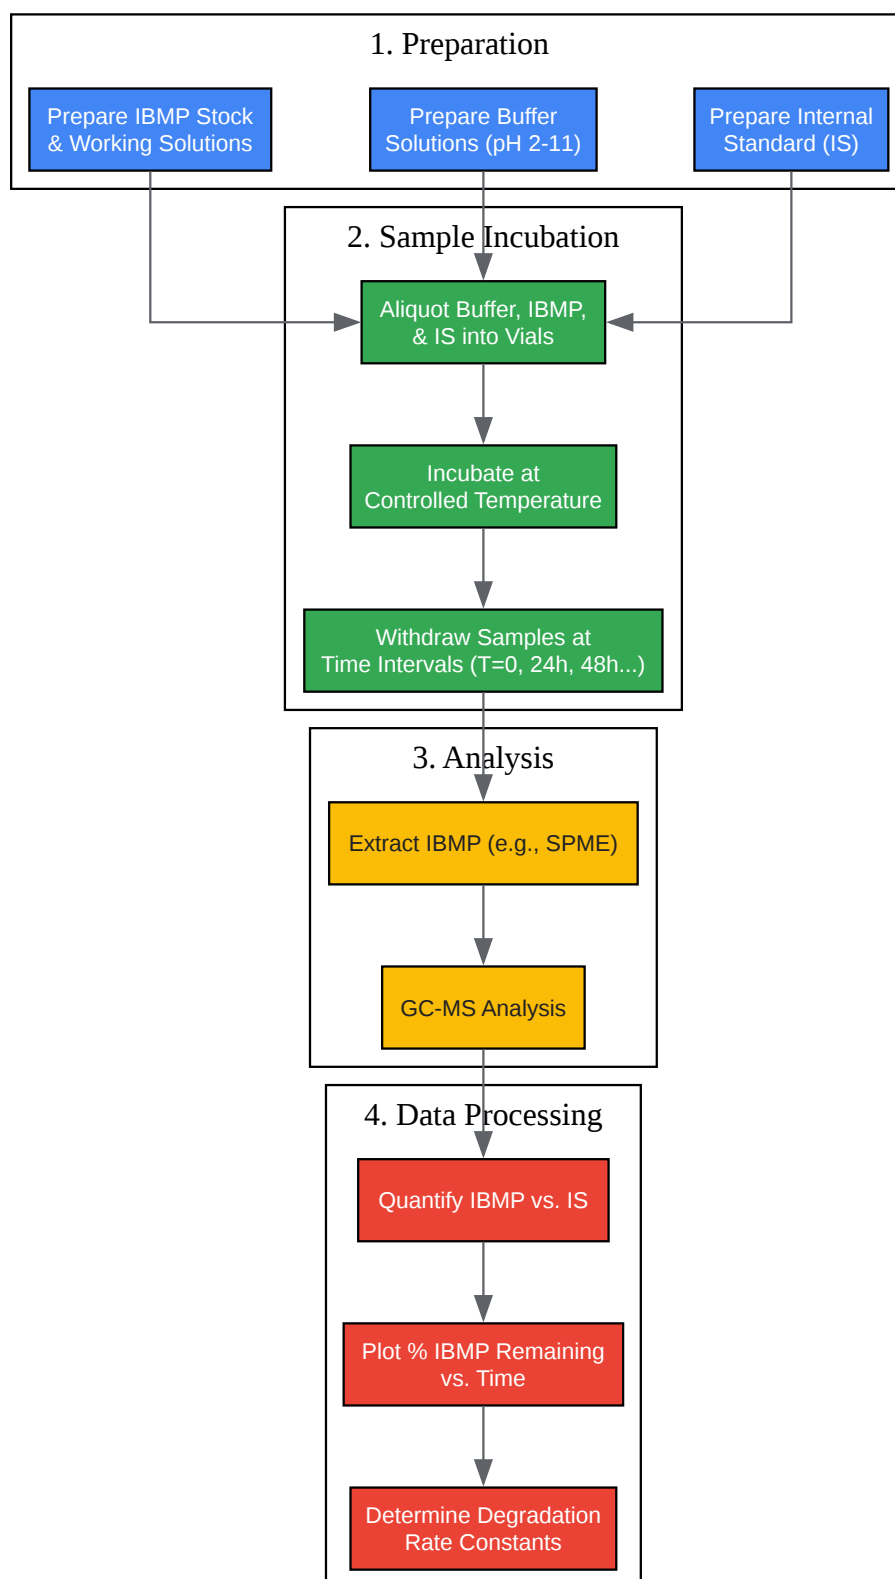 1. Preparation
Prepare IBMP Stock
& Working Solutions
Prepare Buffer
Solutions (pH 2-11)
Prepare Internal
Standard (IS)
2. Sample Incubation
Aliquot Buffer, IBMP,
& IS into Vials
Incubate at
Controlled Temperature
Withdraw Samples at
Time Intervals (T=0, 24h, 48h...)
3. Analysis
Extract IBMP (e.g., SPME)
GC-MS Analysis
4. Data Processing
Quantify IBMP vs. IS
Plot % IBMP Remaining
vs. Time
Determine Degradation
Rate Constants